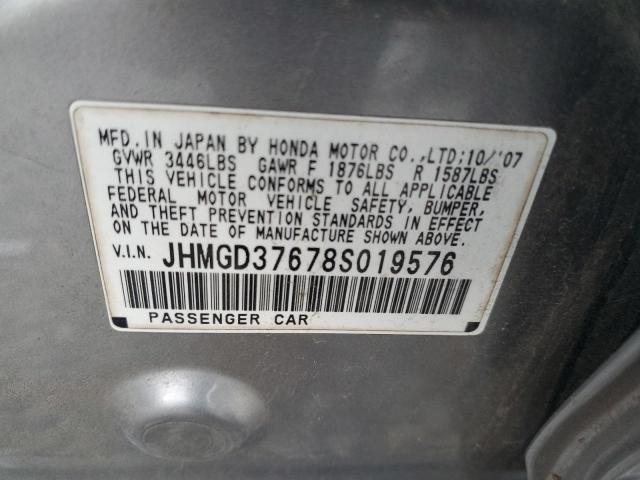 MFD. IN JAPAN BY HONDA MOTOR CO., LTD; 10/'07
GVWR 3446LBS GAWR F 1876LBS R 1587LBS
THIS VEHICLE CONFORMS TO ALL APPLICABLE
FEDERAL MOTOR VEHICLE SAFETY, BUMPER,
AND THEFT PREVENTION STANDARDS IN EFFECT
ON THE DATE OF MANUFACTURE SHOWN ABOVE.
V.I.N. JHMGD37678S019576
PASSENGER CAR